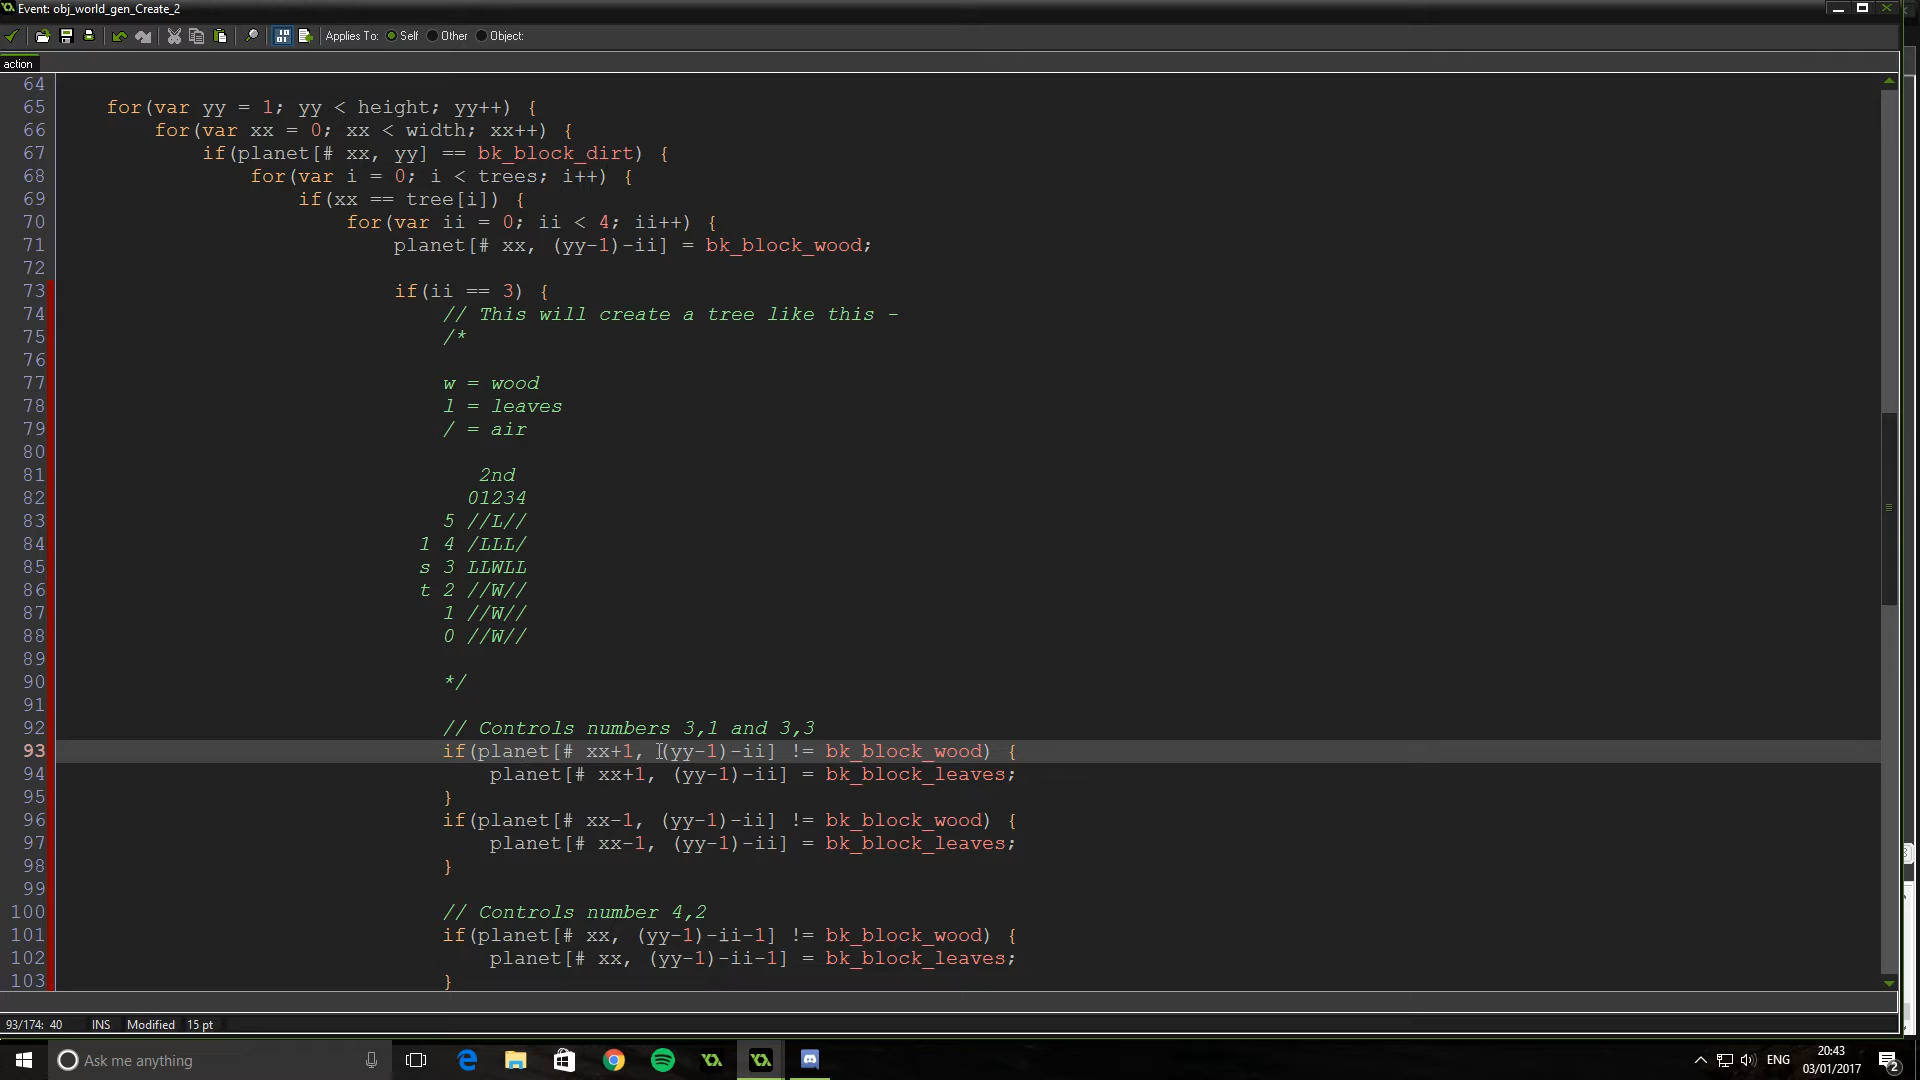 Event: obj_world_gen_Create_2
Applies To: Self Other Object:
action
64
65 for(var yy = 1; yy < height; yy++) {
66 for(var xx = 0; xx < width; xx++) {
67 if(planet[# xx, yy] == bk_block_dirt) {
68 for(var i = 0; i < trees; i++) {
69 if(xx == tree[i]) {
70 for(var ii = 0; ii < 4; ii++) {
71 planet[# xx, (yy-1)-ii] = bk_block_wood;
72
73 if(ii == 3) {
74 // This will create a tree like this -
75 /*
76
77 w = wood
78 l = leaves
79 / = air
80
81 2nd
82 01234
83 5 //L//
84 1 4 /LLL/
85 s 3 LLWLL
86 t 2 //W//
87 1 //W//
88 0 //W//
89
90 */
91
92 // Controls numbers 3,1 and 3,3
93 if(planet[# xx+1, (yy-1)-ii] != bk_block_wood) {
94 planet[# xx+1, (yy-1)-ii] = bk_block_leaves;
95 }
96 if(planet[# xx-1, (yy-1)-ii] != bk_block_wood) {
97 planet[# xx-1, (yy-1)-ii] = bk_block_leaves;
98 }
99
100 // Controls number 4,2
101 if(planet[# xx, (yy-1)-ii-1] != bk_block_wood) {
102 planet[# xx, (yy-1)-ii-1] = bk_block_leaves;
103 }
93/174: 40 INS Modified 15 pt
Ask me anything
ENG
20:43
03/01/2017
2